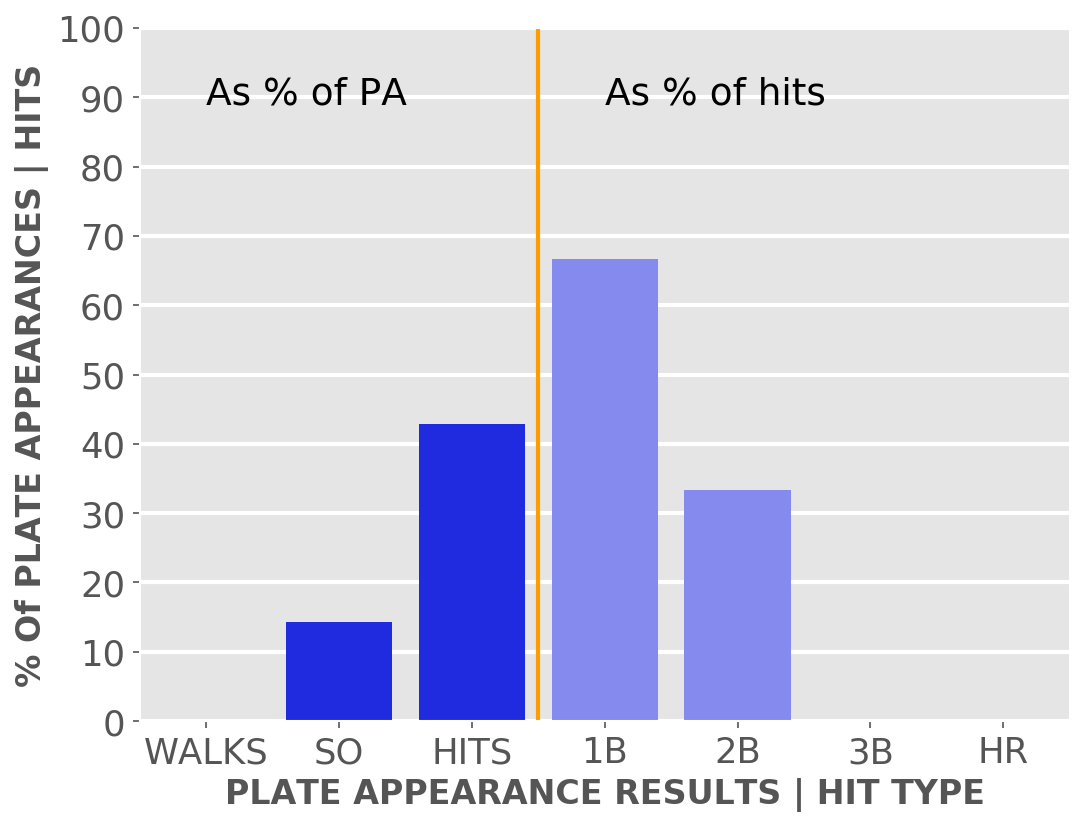 % Of PLATE APPEARANCES | HITS
100
90
80
70
60
50
40
30
20
10
0
As % of PA
As % of hits
WALKS SO HITS 1B 2B 3B HR
PLATE APPEARANCE RESULTS | HIT TYPE